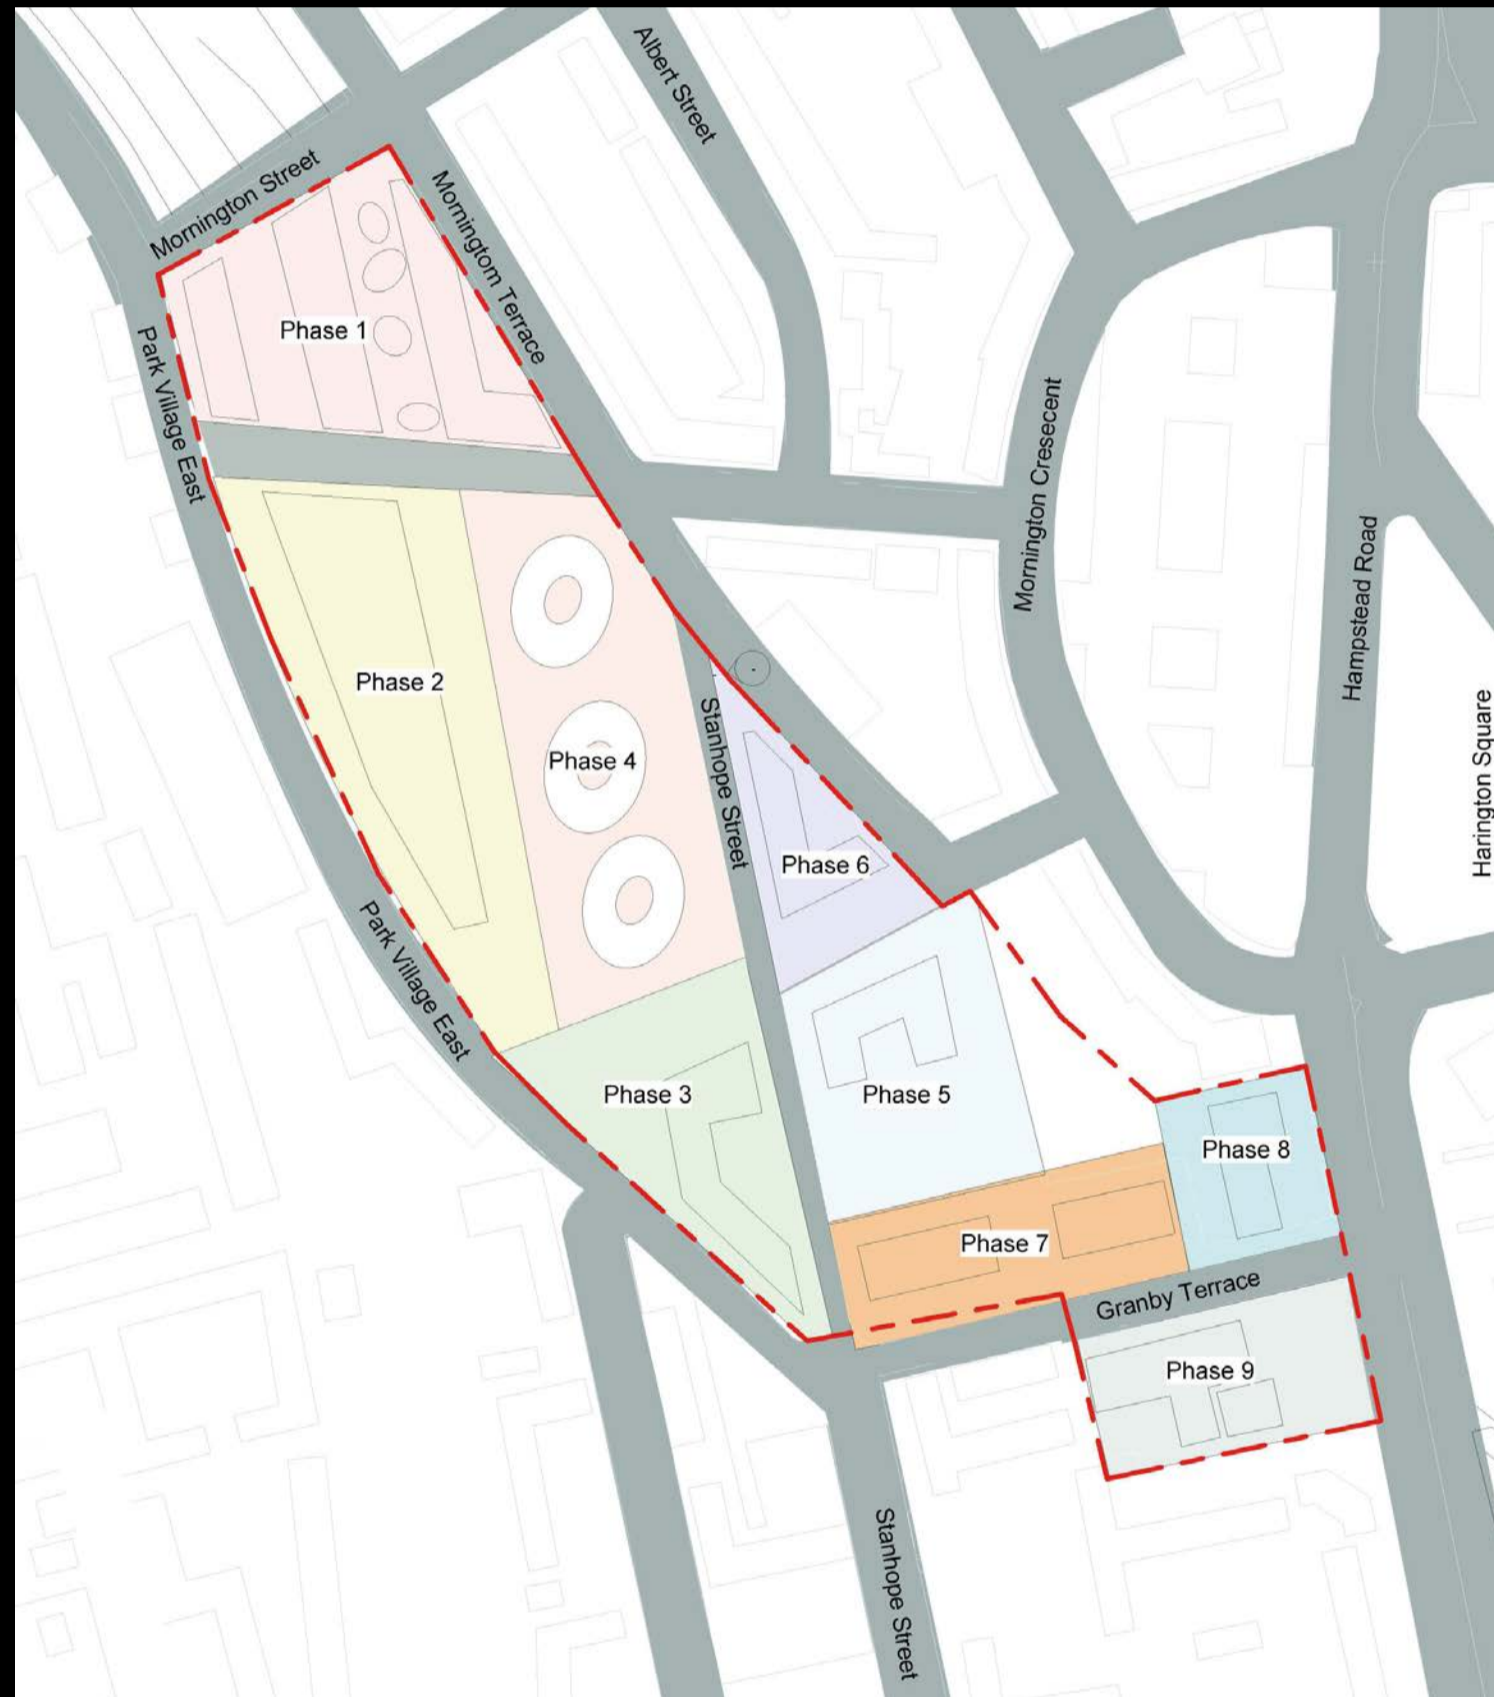 Albert Street
Mornington Street
Morningtom Terrace
Phase 1
Park Village East
Mornington Cresecent
Hampstead Road
Harington Square
Phase 2
Phase 4
Stanhope Street
Phase 6
Park Village East
Phase 3
Phase 5
Phase 8
Phase 7
Granby Terrace
Phase 9
Stanhope Street